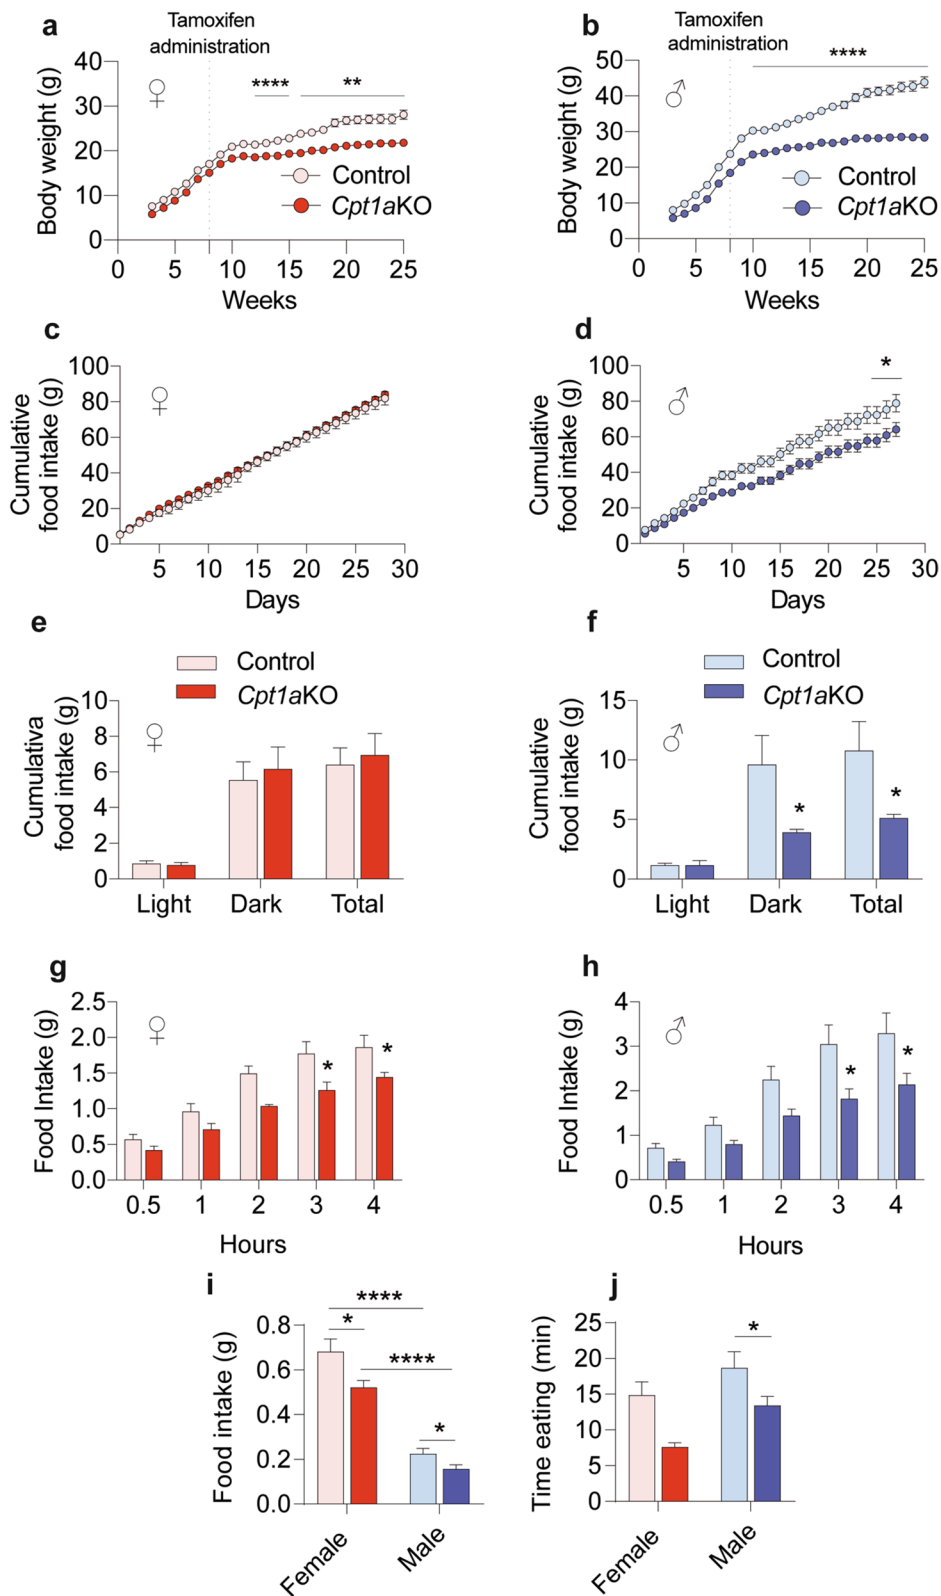 a
Tamoxifen
administration
Body weight (g)
40
30
20
10
0
****
**
♀
Control
Cpt1aKO
0 5 10 15 20 25
Weeks
b
Tamoxifen
administration
Body weight (g)
50
40
30
20
10
0
****
♂
Control
Cpt1aKO
0 5 10 15 20 25
Weeks
c
Cumulative
food intake (g)
100
80
60
40
20
0
♀
5 10 15 20 25 30
Days
d
Cumulative
food intake (g)
100
80
60
40
20
0
♂
*
5 10 15 20 25 30
Days
e
Control
Cpt1aKO
Cumulativa
food intake (g)
10
8
6
4
2
0
♀
Light Dark Total
f
Control
Cpt1aKO
Cumulative
food intake (g)
15
10
5
0
♂
*
*
Light Dark Total
g
Food Intake (g)
2.5
2.0
1.5
1.0
0.5
0.0
♀
*
*
0.5 1 2 3 4
Hours
h
Food Intake (g)
4
3
2
1
0
♂
*
*
0.5 1 2 3 4
Hours
i
Food intake (g)
0.8
0.6
0.4
0.2
0.0
****
*
****
*
Female
Male
j
Time eating (min)
25
20
15
10
5
0
*
Female
Male